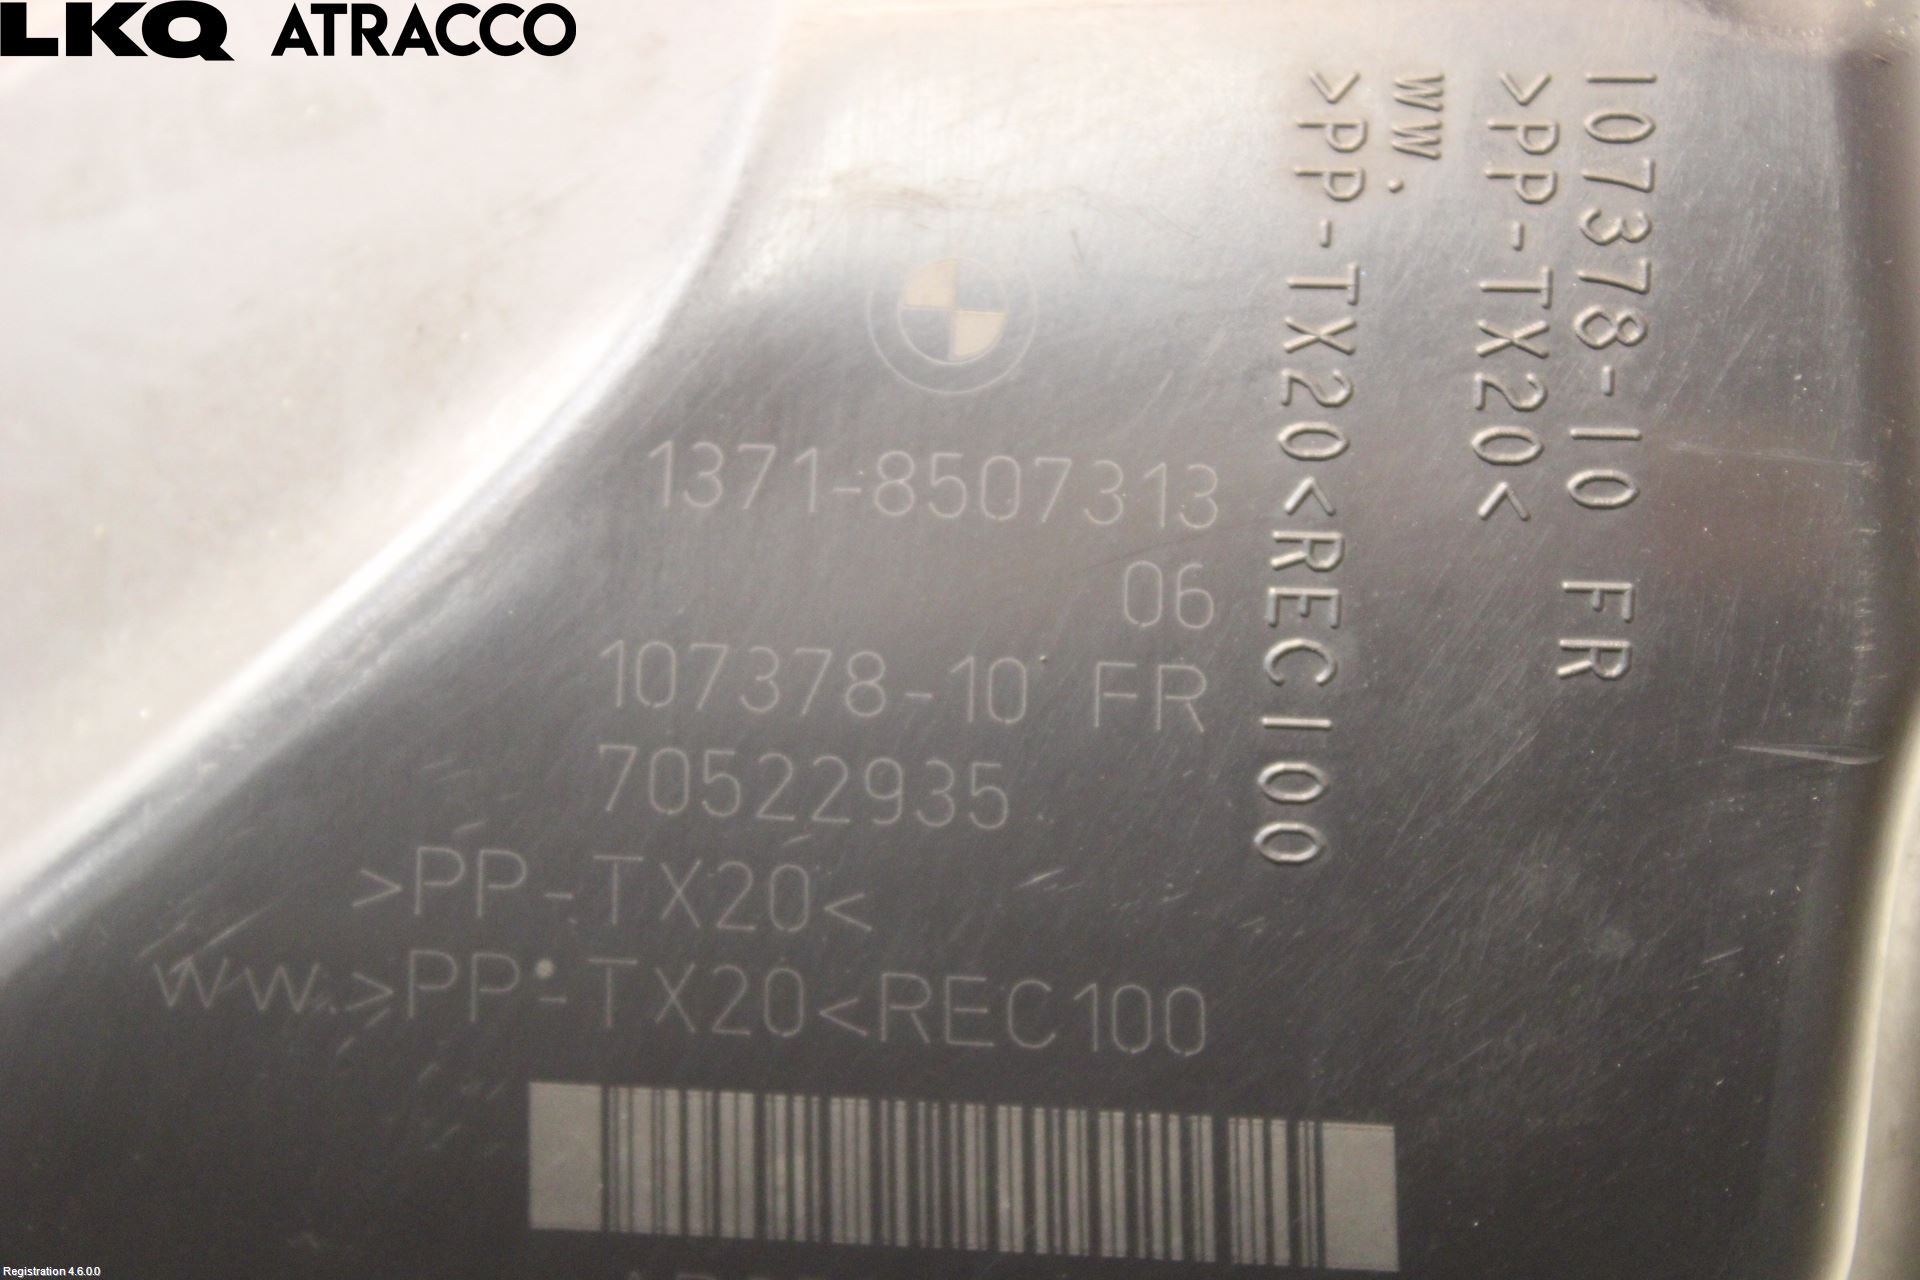 LKQ ATRACCO
1371-8507313
06
107378-10 FR
70522935
>PP-TX20<
WW.>PP-TX20<REC100
107378-10 FR
>PP-TX20<
WW.
>PP-TX20<REC100
Registration 4.6.0.0